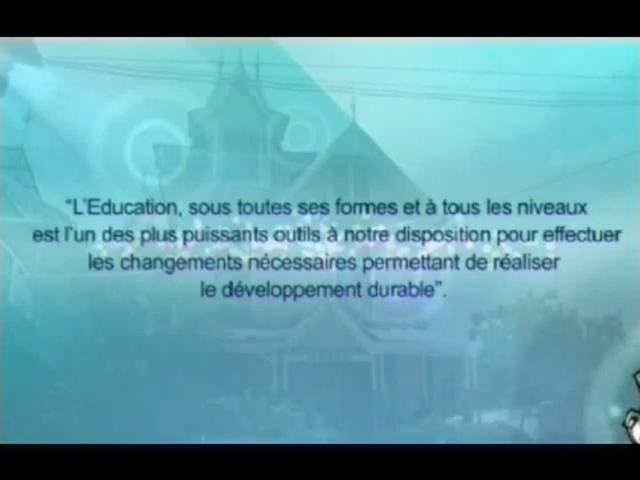 “L’Education, sous toutes ses formes et à tous les niveaux
est l’un des plus puissants outils à notre disposition pour effectuer
les changements nécessaires permettant de réaliser
le développement durable”.